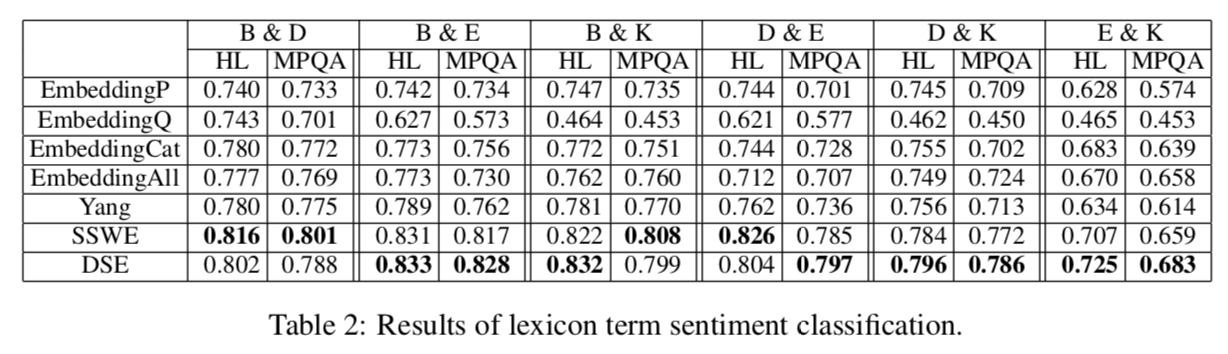 B & D B & E B & K D & E D & K E & K
HL MPQA HL MPQA HL MPQA HL MPQA HL MPQA HL MPQA
EmbeddingP 0.740 0.733 0.742 0.734 0.747 0.735 0.744 0.701 0.745 0.709 0.628 0.574
EmbeddingQ 0.743 0.701 0.627 0.573 0.464 0.453 0.621 0.577 0.462 0.450 0.465 0.453
EmbeddingCat 0.780 0.772 0.773 0.756 0.772 0.751 0.744 0.728 0.755 0.702 0.683 0.639
EmbeddingAll 0.777 0.769 0.773 0.730 0.762 0.760 0.712 0.707 0.749 0.724 0.670 0.658
Yang 0.780 0.775 0.789 0.762 0.781 0.770 0.762 0.736 0.756 0.713 0.634 0.614
SSWE 0.816 0.801 0.831 0.817 0.822 0.808 0.826 0.785 0.784 0.772 0.707 0.659
DSE 0.802 0.788 0.833 0.828 0.832 0.799 0.804 0.797 0.796 0.786 0.725 0.683
Table 2: Results of lexicon term sentiment classification.